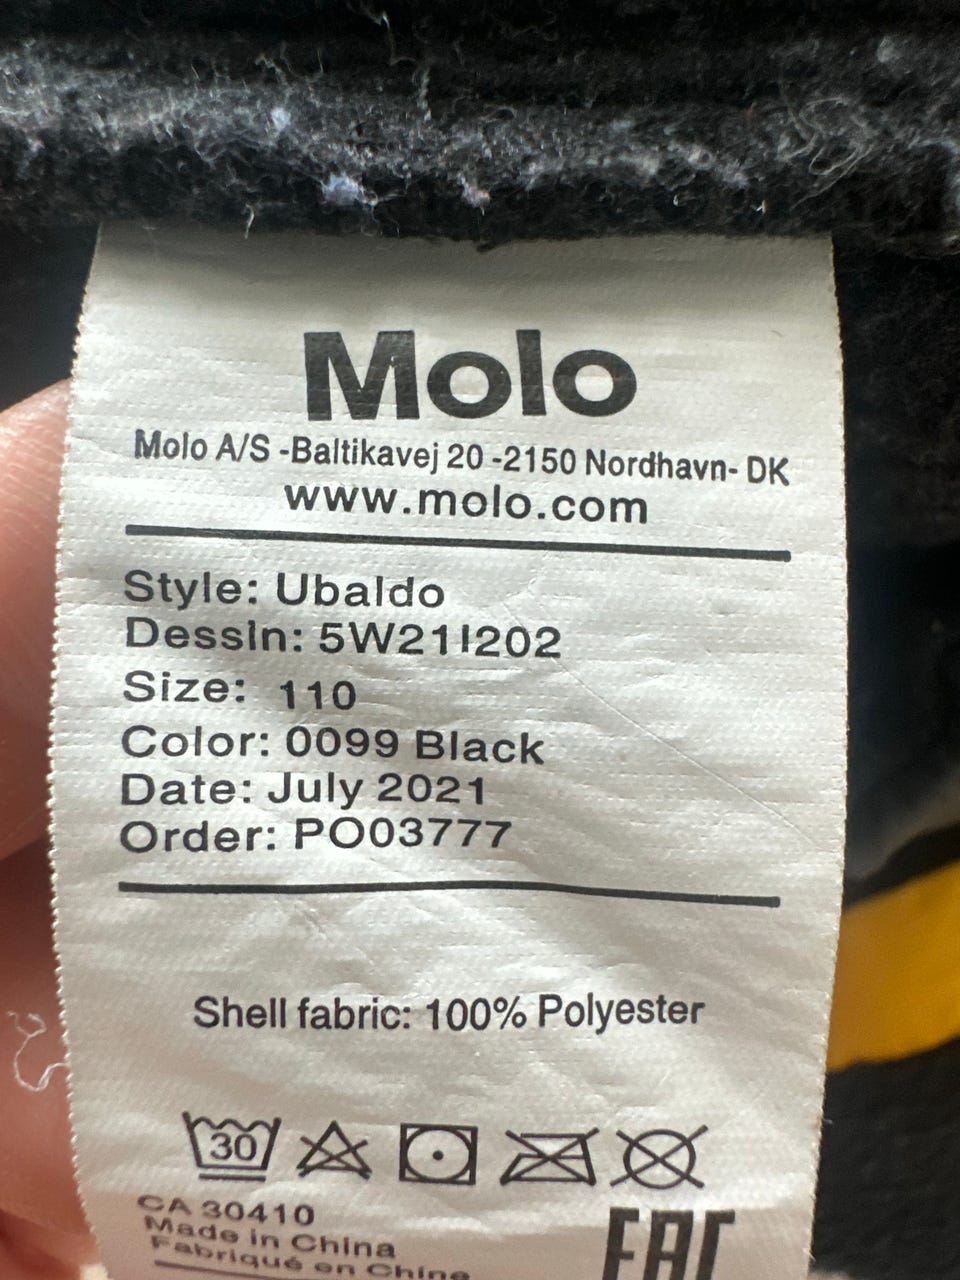 Molo
Molo A/S -Baltikavej 20 -2150 Nordhavn- DK
www.molo.com
Style: Ubaldo
Dessin: 5W21I202
Size: 110
Color: 0099 Black
Date: July 2021
Order: PO03777
Shell fabric: 100% Polyester
30
CA 30410
Made in China
Fabriqué en Chine
EAC